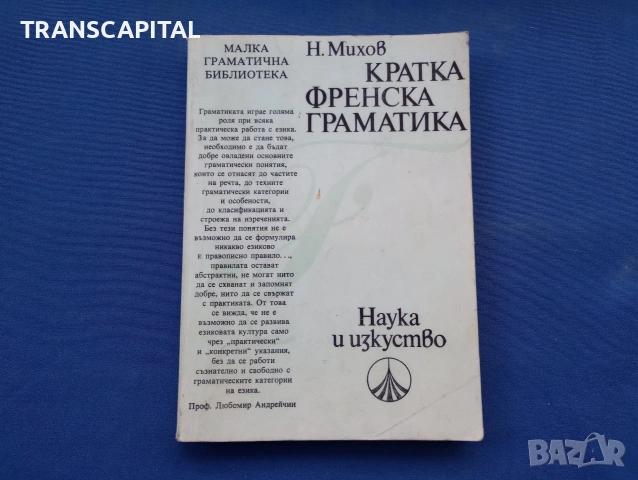 TRANSCAPITAL
МАЛКА
ГРАМАТИЧНА
БИБЛИОТЕКА
Граматиката играе голяма
роля при всяка
практическа работа с езика.
За да може да стане това,
необходимо е да бъдат
добре овладени основните
граматически понятия,
които се отнасят до частите
на речта, до техните
граматически категории
и особености,
до класификацията и
строежа на изреченията.
Без тези понятия не е
възможно да се формулира
никакво езиково
и правописно правило...,
правилата остават
абстрактни, не могат нито
да се схванат и запомнят
добре, нито да се свържат
с практиката. От това
се вижда, че не е
възможно да се развива
езиковата култура само
чрез „практически“
и „конкретни“ указания,
без да се работи
съзнателно и свободно с
граматическите категории
на езика.
Проф. Любомир Андрейчин
Н. Михов
КРАТКА
ФРЕНСКА
ГРАМАТИКА
Наука
и изкуство
BAZAR
bazar.bg